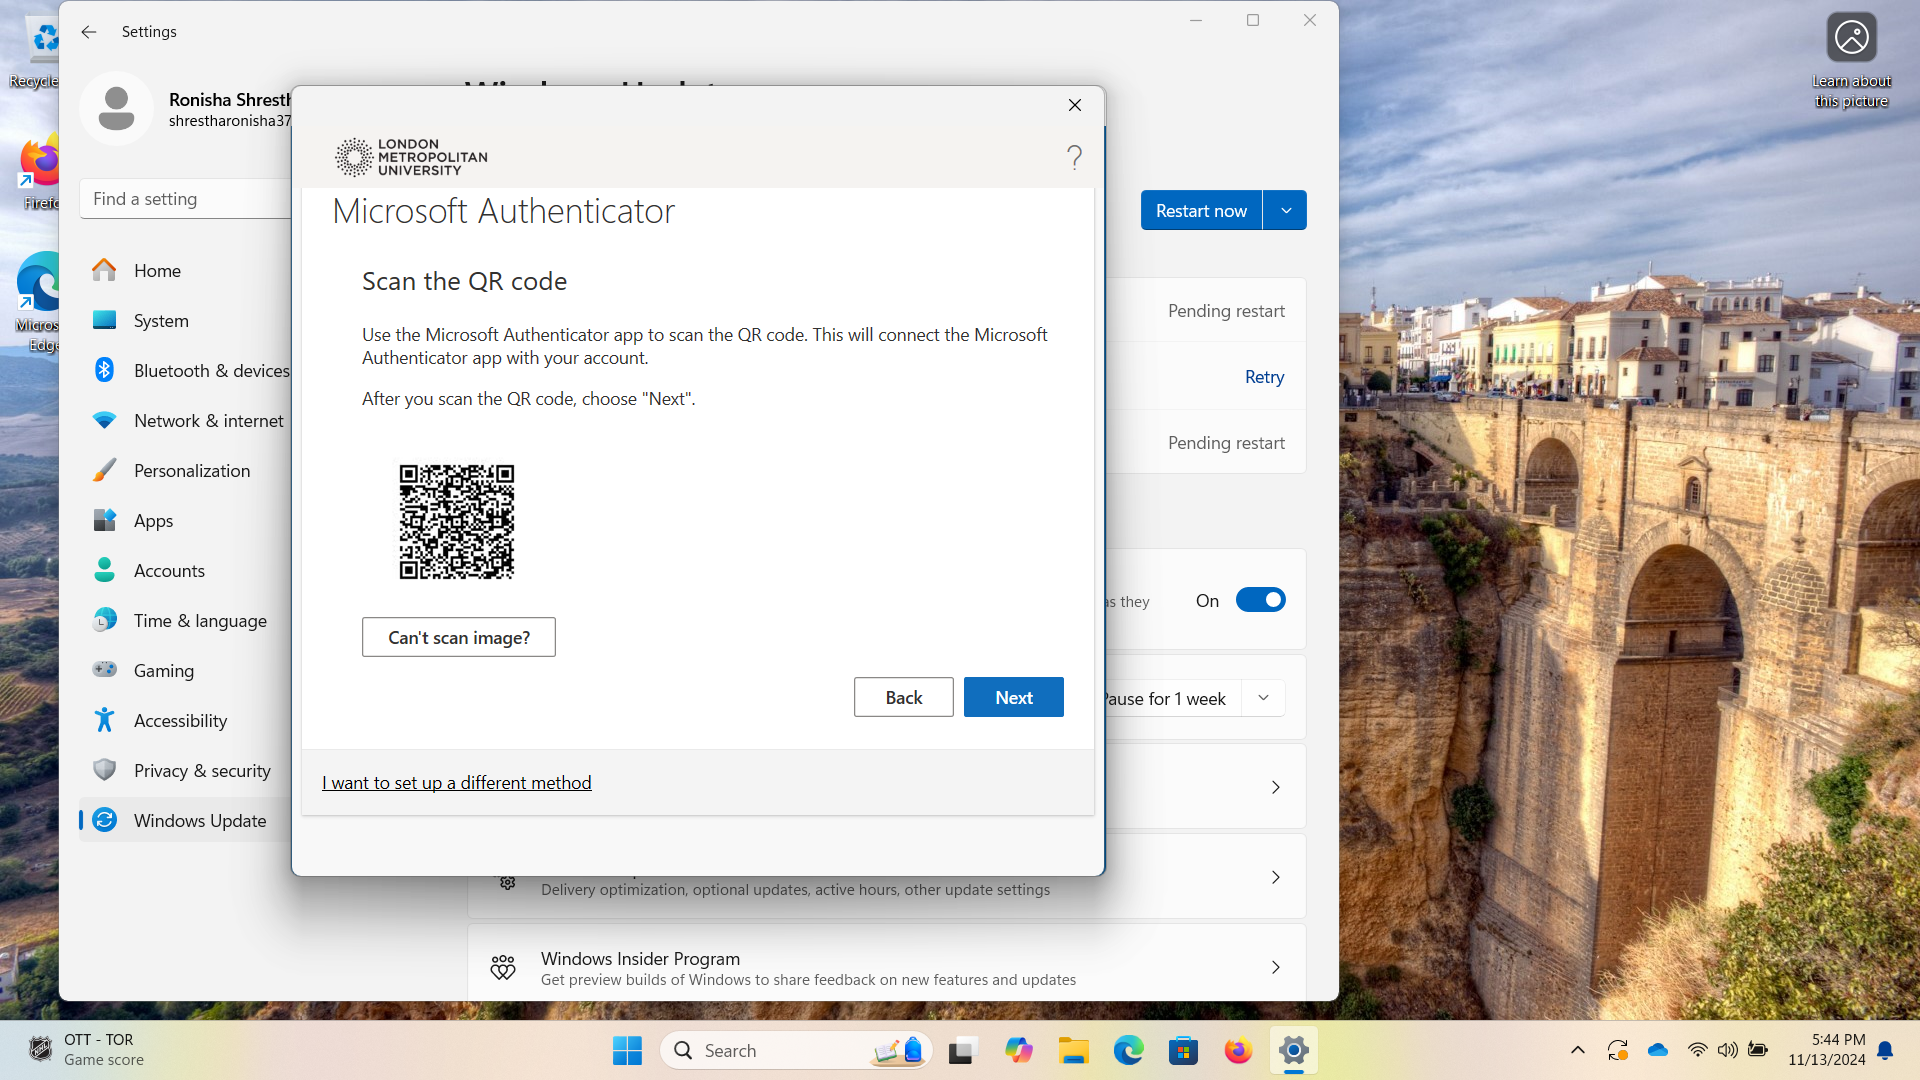 Settings
Recycle
Learn about
this picture
Ronisha Shresth
shrestharonisha37
LONDON
METROPOLITAN
UNIVERSITY
?
Find a setting
Firefo
Restart now
Microsoft Authenticator
Scan the QR code
Home
Pending restart
System
Micros
Edge
Use the Microsoft Authenticator app to scan the QR code. This will connect the Microsoft
Authenticator app with your account.
Bluetooth & devices
Retry
After you scan the QR code, choose "Next".
Network & internet
Pending restart
Personalization
Apps
Accounts
as they
On
Time & language
Can't scan image?
Gaming
Back
Next
Pause for 1 week
Accessibility
Privacy & security
I want to set up a different method
Windows Update
Delivery optimization, optional updates, active hours, other update settings
Windows Insider Program
Get preview builds of Windows to share feedback on new features and updates
OTT - TOR
Game score
Search
5:44 PM
11/13/2024